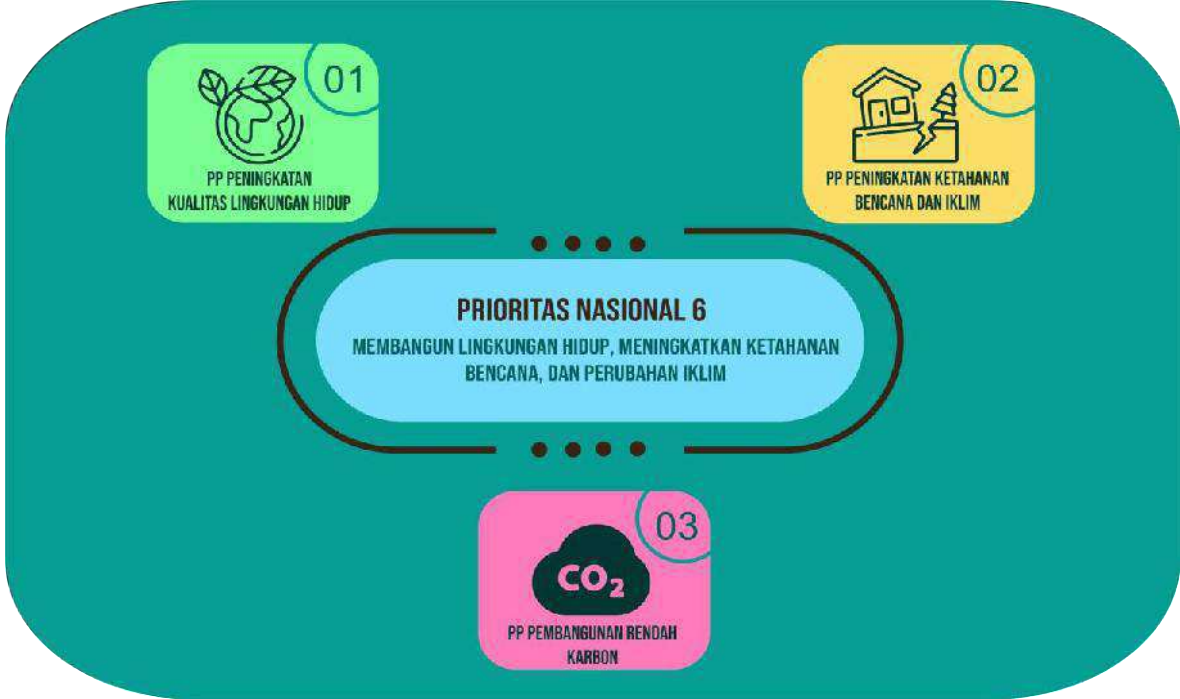 01
PP PENINGKATAN
KUALITAS LINGKUNGAN HIDUP
02
PP PENINGKATAN KETAHANAN
BENCANA DAN IKLIM
PRIORITAS NASIONAL 6
MEMBANGUN LINGKUNGAN HIDUP, MENINGKATKAN KETAHANAN
BENCANA, DAN PERUBAHAN IKLIM
03
CO₂
PP PEMBANGUNAN RENDAH
KARBON